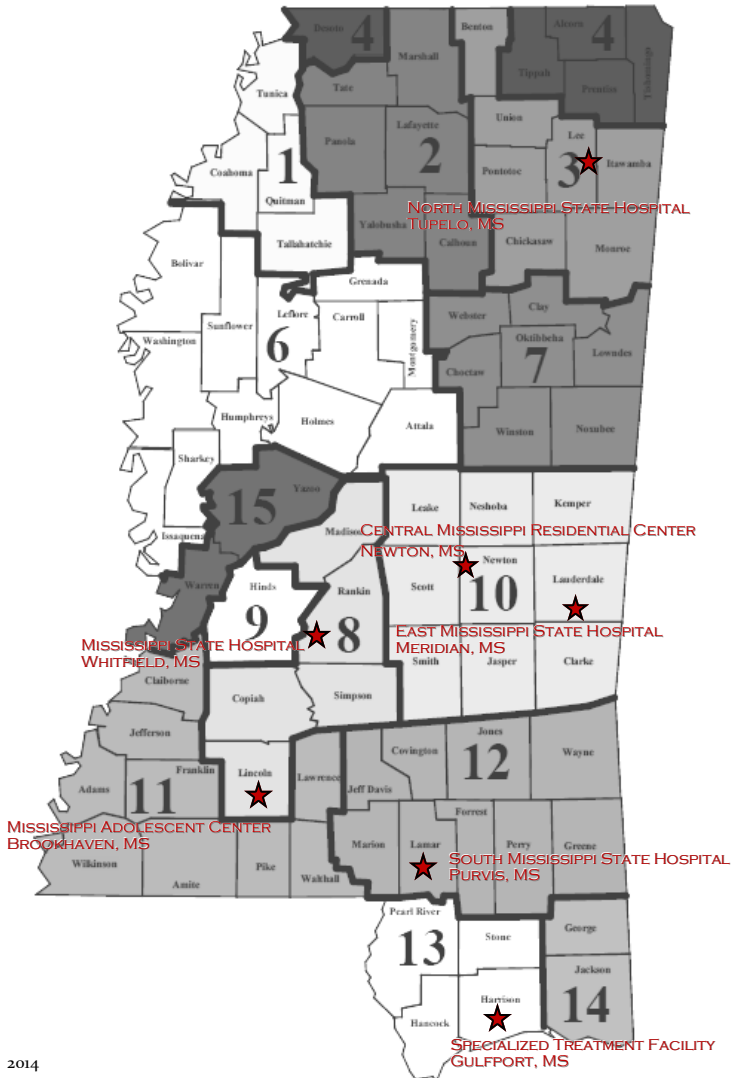 Desoto
4
Benton
Alcorn
4
Marshall
Tippah
Prentiss
Tishomingo
Tunica
Tate
Union
Lee
Panola
Lafayette
2
Coahoma
1
Pontotoc
3
Itawamba
Quitman
NORTH MISSISSIPPI STATE HOSPITAL
TUPELO, MS
Yalobusha
Calhoun
Chickasaw
Monroe
Tallahatchie
Bolivar
Grenada
Leflore
Carroll
Webster
Clay
Sunflower
Washington
6
Montgomery
Oktibbeha
7
Lowndes
Choctaw
Humphreys
Holmes
Attala
Winston
Noxubee
Sharkey
Yazoo
15
Leake
Neshoba
Kemper
Issaquena
Madison
CENTRAL MISSISSIPPI RESIDENTIAL CENTER
NEWTON, MS
Newton
Warren
Hinds
Rankin
Scott
10
Lauderdale
9
8
MISSISSIPPI STATE HOSPITAL
WHITFIELD, MS
EAST MISSISSIPPI STATE HOSPITAL
MERIDIAN, MS
Smith
Jasper
Clarke
Claiborne
Copiah
Simpson
Jefferson
Covington
Jones
12
Wayne
Franklin
Lincoln
Lawrence
Jeff Davis
Adams
11
MISSISSIPPI ADOLESCENT CENTER
BROOKHAVEN, MS
Forrest
Marion
Lamar
Perry
Greene
SOUTH MISSISSIPPI STATE HOSPITAL
PURVIS, MS
Wilkinson
Amite
Pike
Walthall
Pearl River
13
Stone
George
Jackson
14
Harrison
Hancock
SPECIALIZED TREATMENT FACILITY
GULFPORT, MS
2014